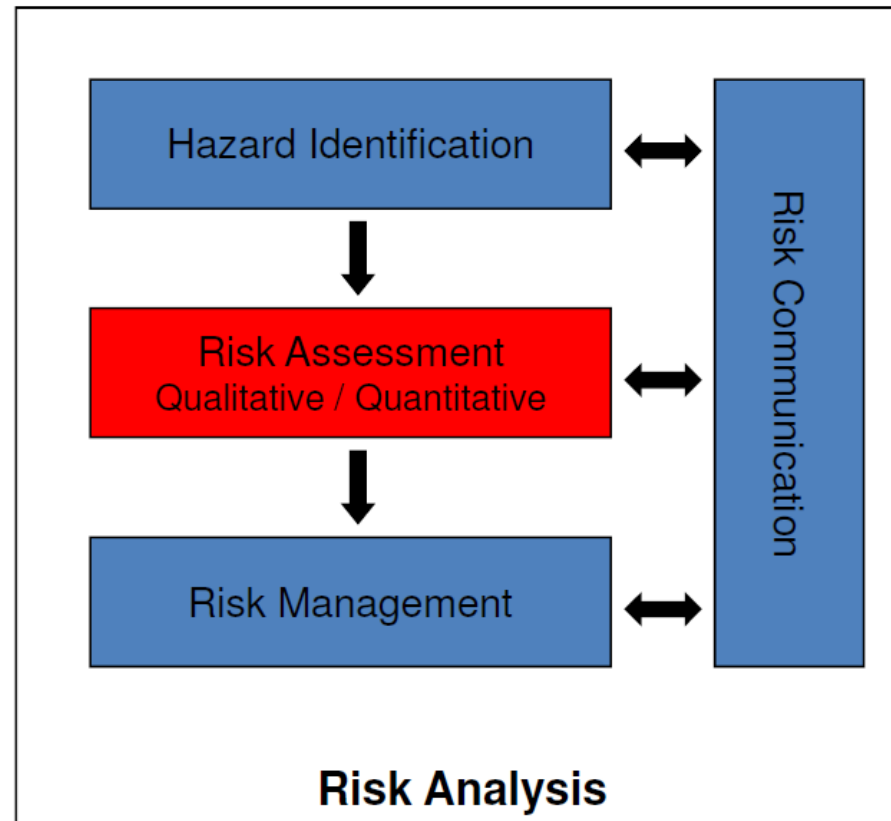 Hazard Identification
Risk Assessment
Qualitative / Quantitative
Risk Management
Risk Communication
Risk Analysis